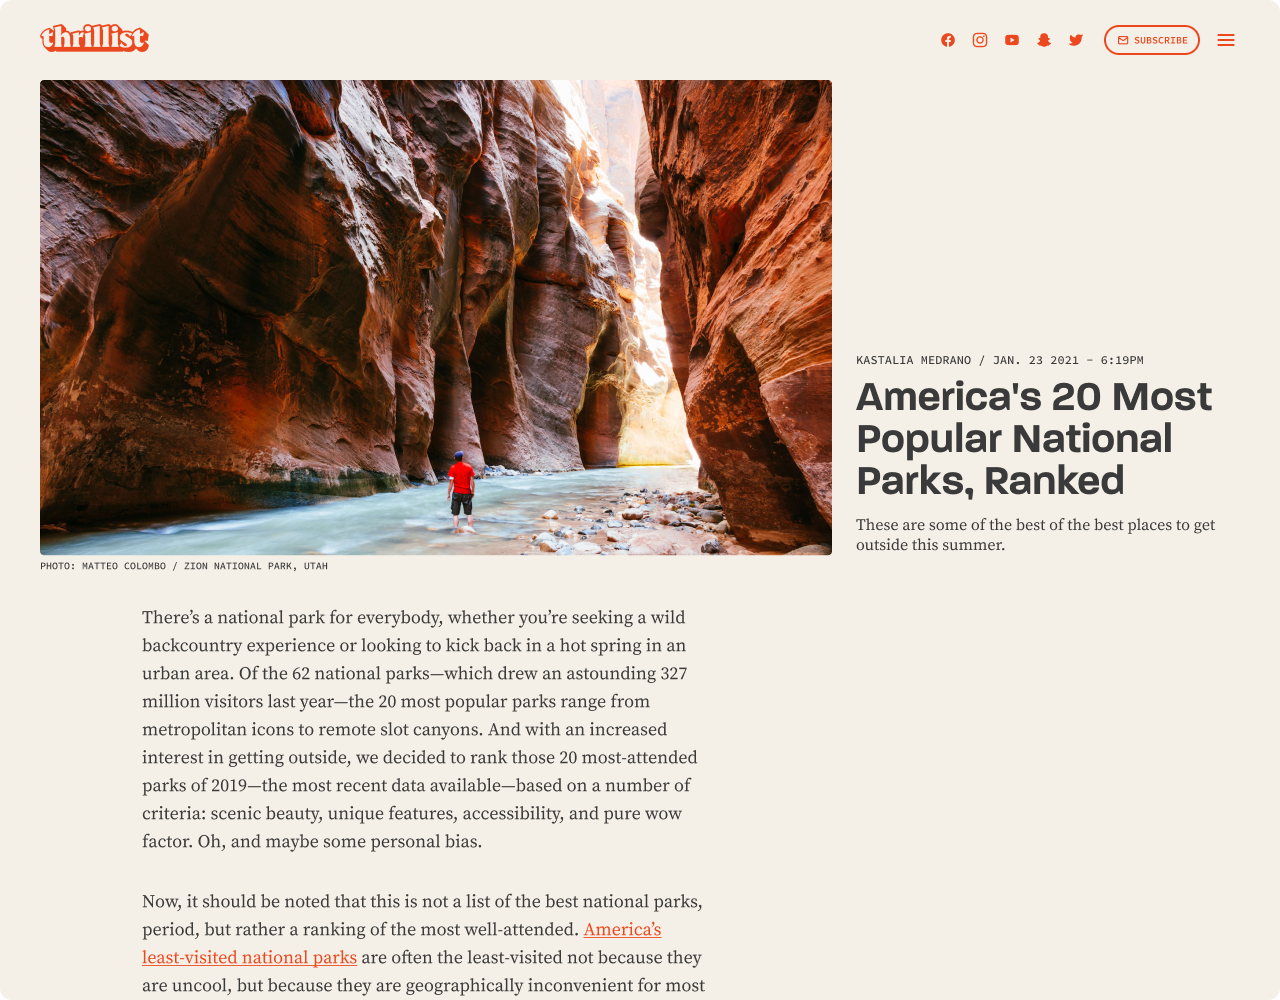 thrillist
SUBSCRIBE
KASTALIA MEDRANO / JAN. 23 2021 – 6:19PM
America's 20 Most
Popular National
Parks, Ranked
These are some of the best of the best places to get
outside this summer.
PHOTO: MATTEO COLOMBO / ZION NATIONAL PARK, UTAH
There’s a national park for everybody, whether you’re seeking a wild
backcountry experience or looking to kick back in a hot spring in an
urban area. Of the 62 national parks—which drew an astounding 327
million visitors last year—the 20 most popular parks range from
metropolitan icons to remote slot canyons. And with an increased
interest in getting outside, we decided to rank those 20 most-attended
parks of 2019—the most recent data available—based on a number of
criteria: scenic beauty, unique features, accessibility, and pure wow
factor. Oh, and maybe some personal bias.
Now, it should be noted that this is not a list of the best national parks,
period, but rather a ranking of the most well-attended. America’s
least-visited national parks are often the least-visited not because they
are uncool, but because they are geographically inconvenient for most